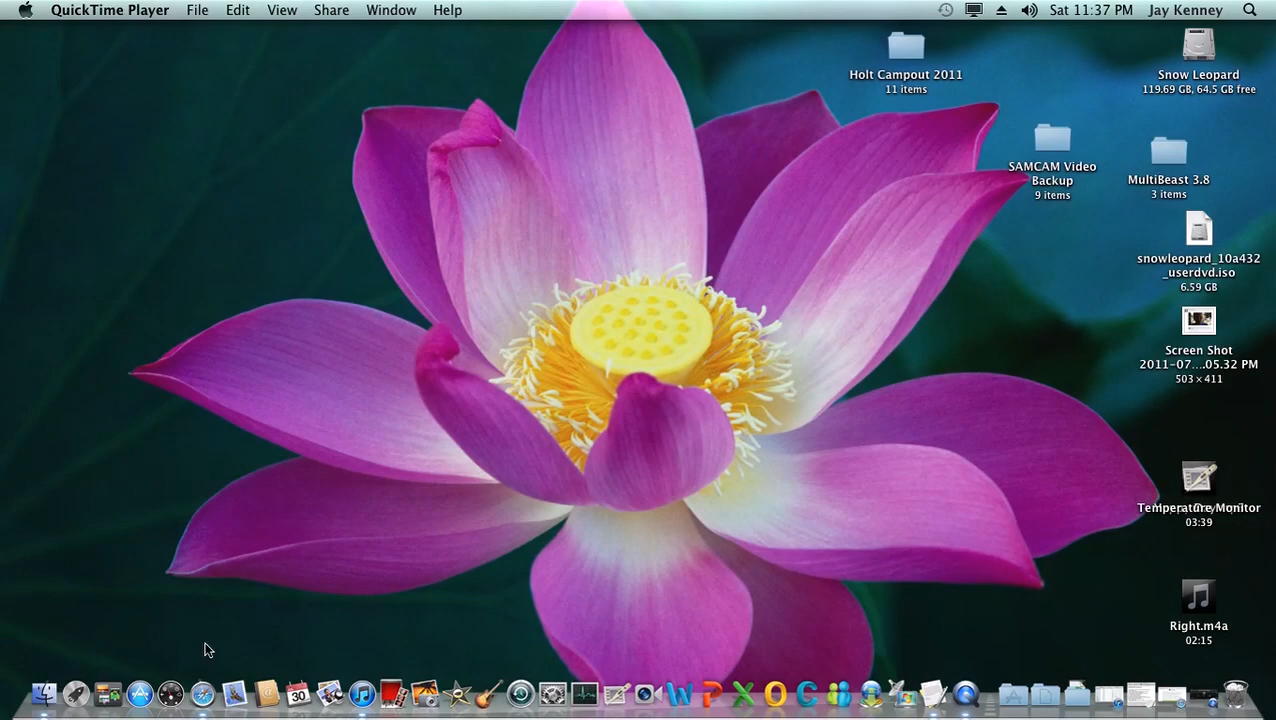 QuickTime Player File Edit View Share Window Help Sat 11:37 PM Jay Kenney
Holt Campout 2011
11 items
Snow Leopard
119.69 GB, 64.5 GB free
SAMCAM Video
Backup
9 items
MultiBeast 3.8
3 items
snowleopard_10a432
_userdvd.iso
6.59 GB
Screen Shot
2011-07....05.32 PM
503 × 411
Temperature Monitor
03:39
Right.m4a
02:15
30
W P X O C